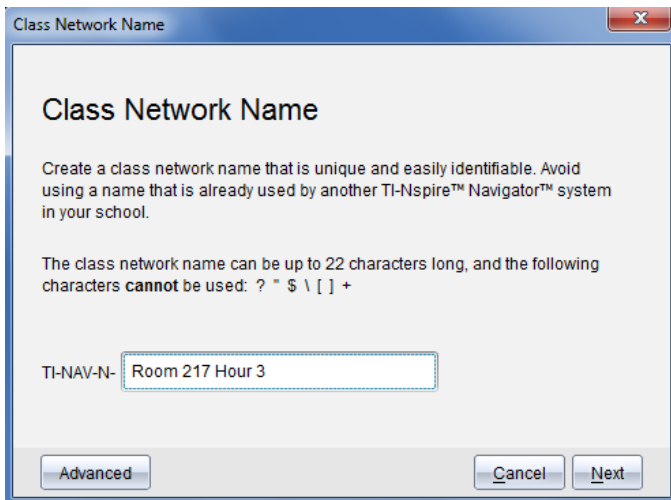 Class Network Name
Class Network Name
Create a class network name that is unique and easily identifiable. Avoid
using a name that is already used by another TI-Nspire™ Navigator™ system
in your school.
The class network name can be up to 22 characters long, and the following
characters cannot be used: ? " $ \ [ ] +
TI-NAV-N- Room 217 Hour 3
Advanced Cancel Next